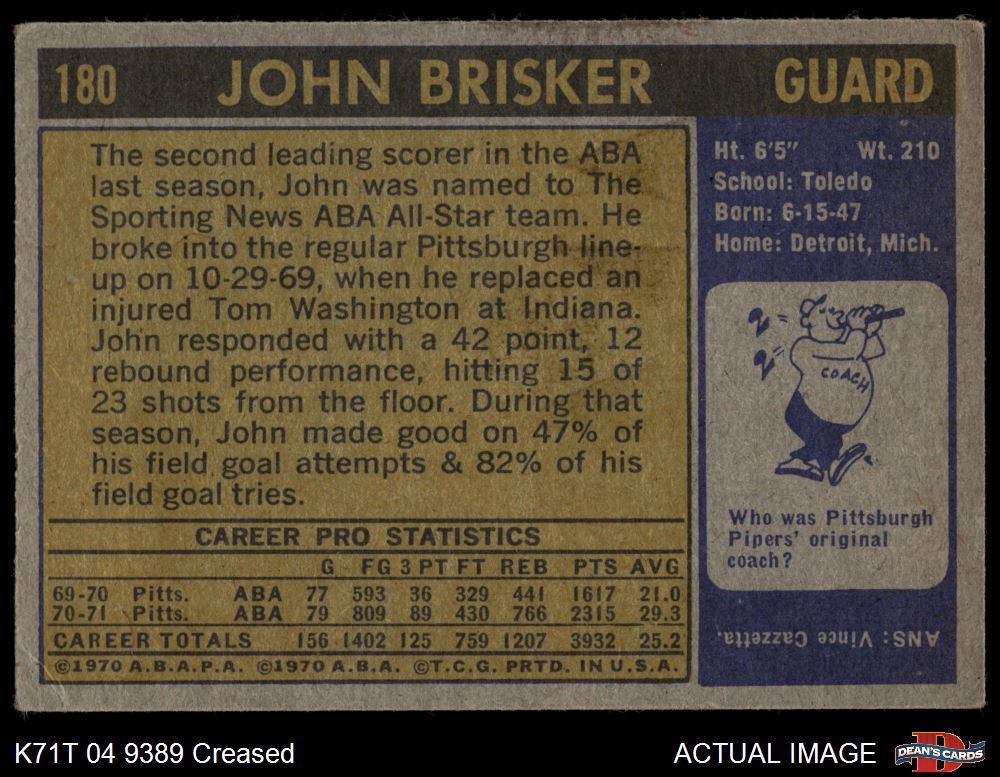 180 JOHN BRISKER GUARD
The second leading scorer in the ABA
last season, John was named to The
Sporting News ABA All-Star team. He
broke into the regular Pittsburgh line-
up on 10-29-69, when he replaced an
injured Tom Washington at Indiana.
John responded with a 42 point, 12
rebound performance, hitting 15 of
23 shots from the floor. During that
season, John made good on 47% of
his field goal attempts & 82% of his
field goal tries.
CAREER PRO STATISTICS
G FG 3 PT FT REB PTS AVG
69-70 Pitts. ABA 77 593 36 329 441 1617 21.0
70-71 Pitts. ABA 79 809 89 430 766 2315 29.3
CAREER TOTALS 156 1402 125 759 1207 3932 25.2
©1970 A.B.A.P.A. ©1970 A.B.A. ©T.C.G. PRTD. IN U.S.A.
Ht. 6'5" Wt. 210
School: Toledo
Born: 6-15-47
Home: Detroit, Mich.
COACH
Who was Pittsburgh
Pipers' original
coach?
ANS: Vince Cazzetta.
K71T 04 9389 Creased
ACTUAL IMAGE
DEAN'S CARDS